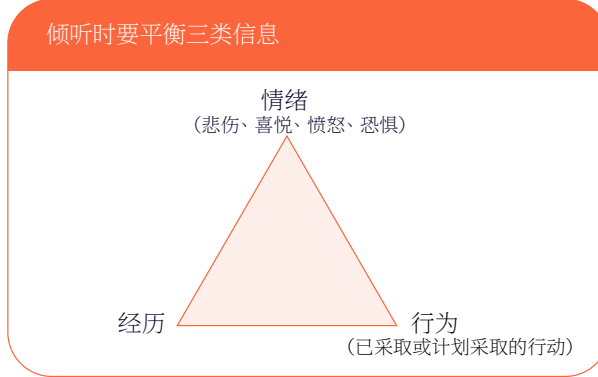 倾听时要平衡三类信息
情绪
（悲伤、喜悦、愤怒、恐惧）
经历
行为
（已采取或计划采取的行动）